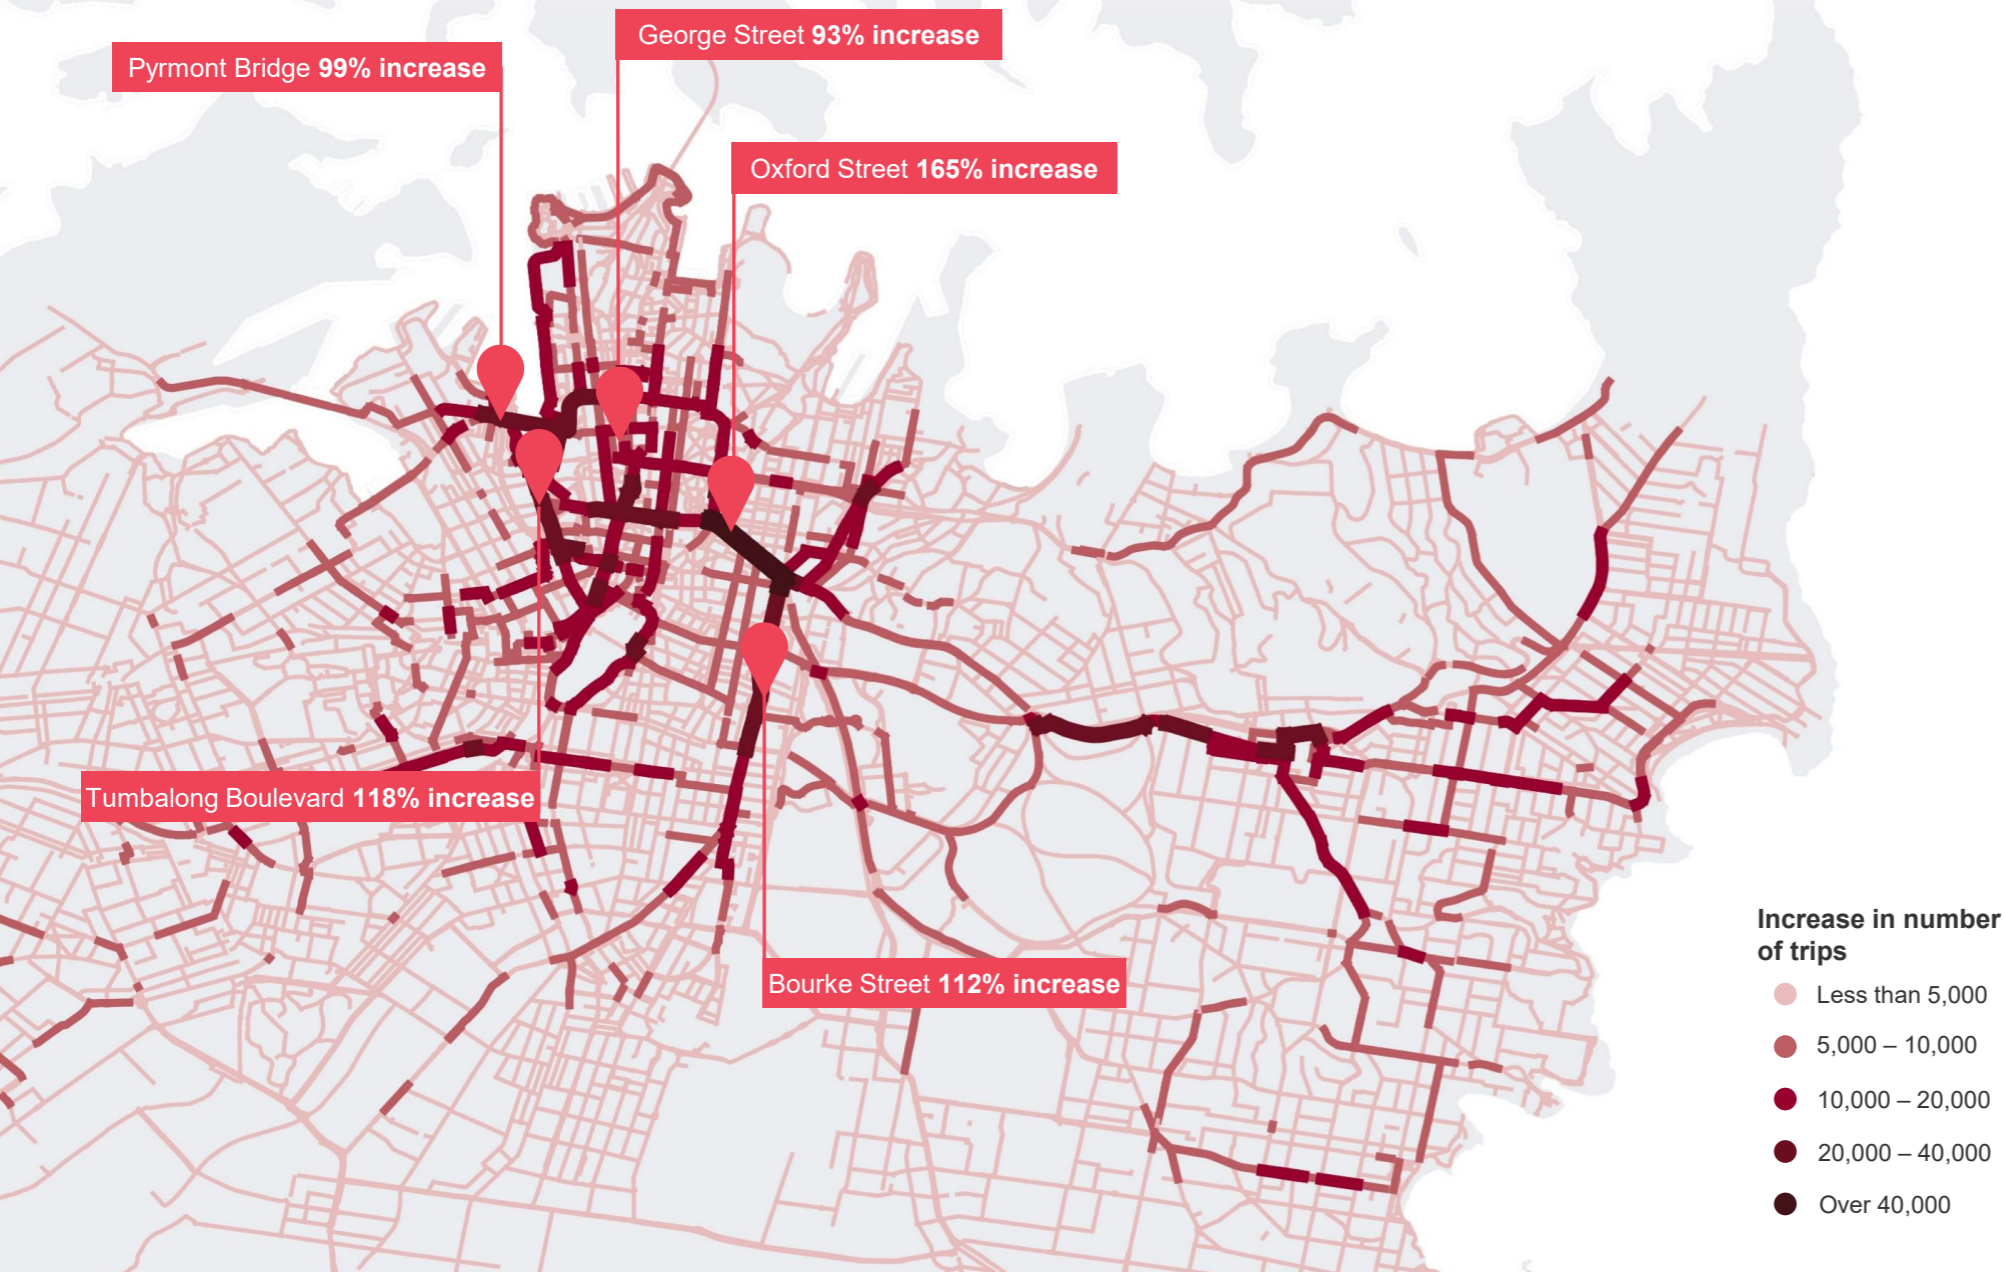 George Street 93% increase
Pyrmont Bridge 99% increase
Oxford Street 165% increase
Tumbalong Boulevard 118% increase
Bourke Street 112% increase
Increase in number
of trips
Less than 5,000
5,000 – 10,000
10,000 – 20,000
20,000 – 40,000
Over 40,000